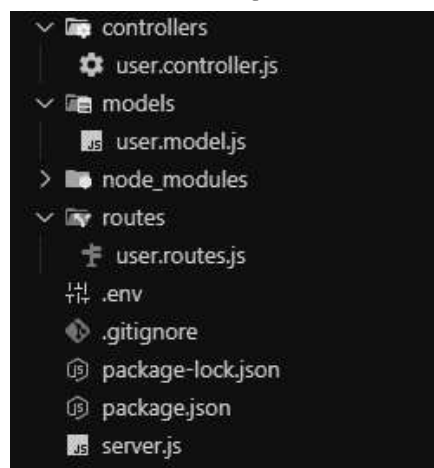 controllers
user.controller.js
models
user.model.js
node_modules
routes
user.routes.js
.env
.gitignore
package-lock.json
package.json
server.js